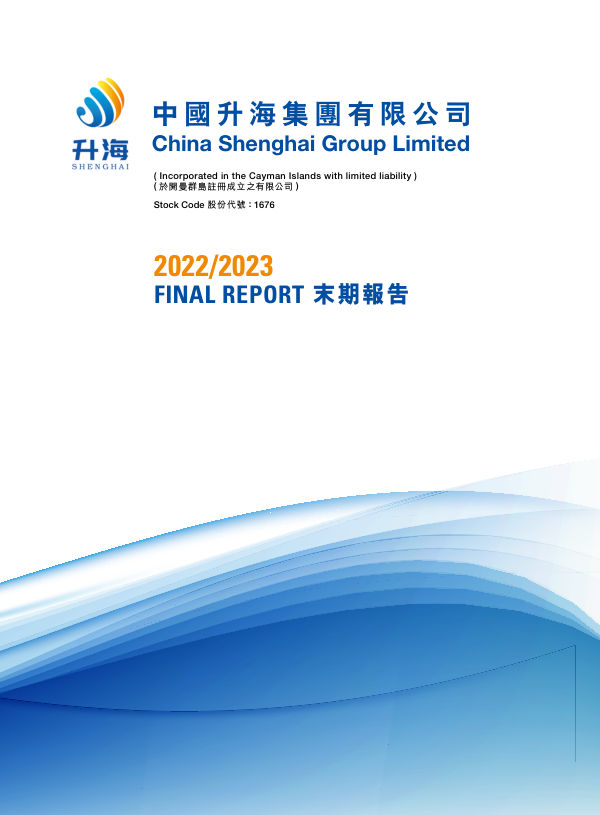 升海
SHENGHAI
中國升海集團有限公司
China Shenghai Group Limited
( Incorporated in the Cayman Islands with limited liability )
( 於開曼群島註冊成立之有限公司 )
Stock Code 股份代號：1676
2022/2023
FINAL REPORT 末期報告